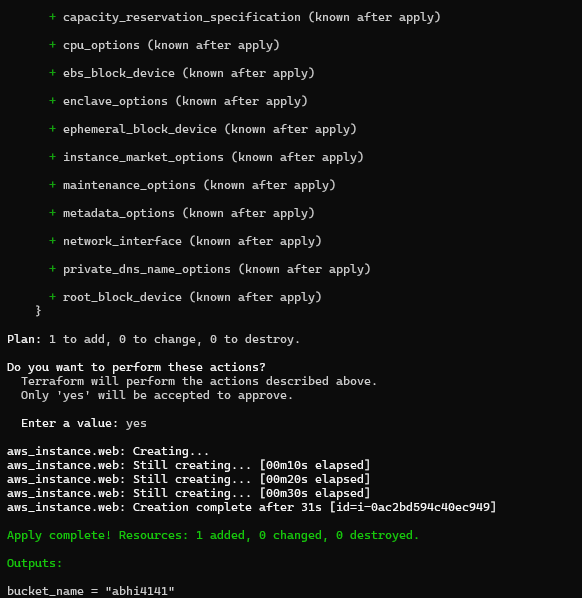 + capacity_reservation_specification (known after apply)
+ cpu_options (known after apply)
+ ebs_block_device (known after apply)
+ enclave_options (known after apply)
+ ephemeral_block_device (known after apply)
+ instance_market_options (known after apply)
+ maintenance_options (known after apply)
+ metadata_options (known after apply)
+ network_interface (known after apply)
+ private_dns_name_options (known after apply)
+ root_block_device (known after apply)
}
Plan: 1 to add, 0 to change, 0 to destroy.
Do you want to perform these actions?
Terraform will perform the actions described above.
Only 'yes' will be accepted to approve.
Enter a value: yes
aws_instance.web: Creating...
aws_instance.web: Still creating... [00m10s elapsed]
aws_instance.web: Still creating... [00m20s elapsed]
aws_instance.web: Still creating... [00m30s elapsed]
aws_instance.web: Creation complete after 31s [id=i-0ac2bd594c40ec949]
Apply complete! Resources: 1 added, 0 changed, 0 destroyed.
Outputs:
bucket_name = "abhi4141"